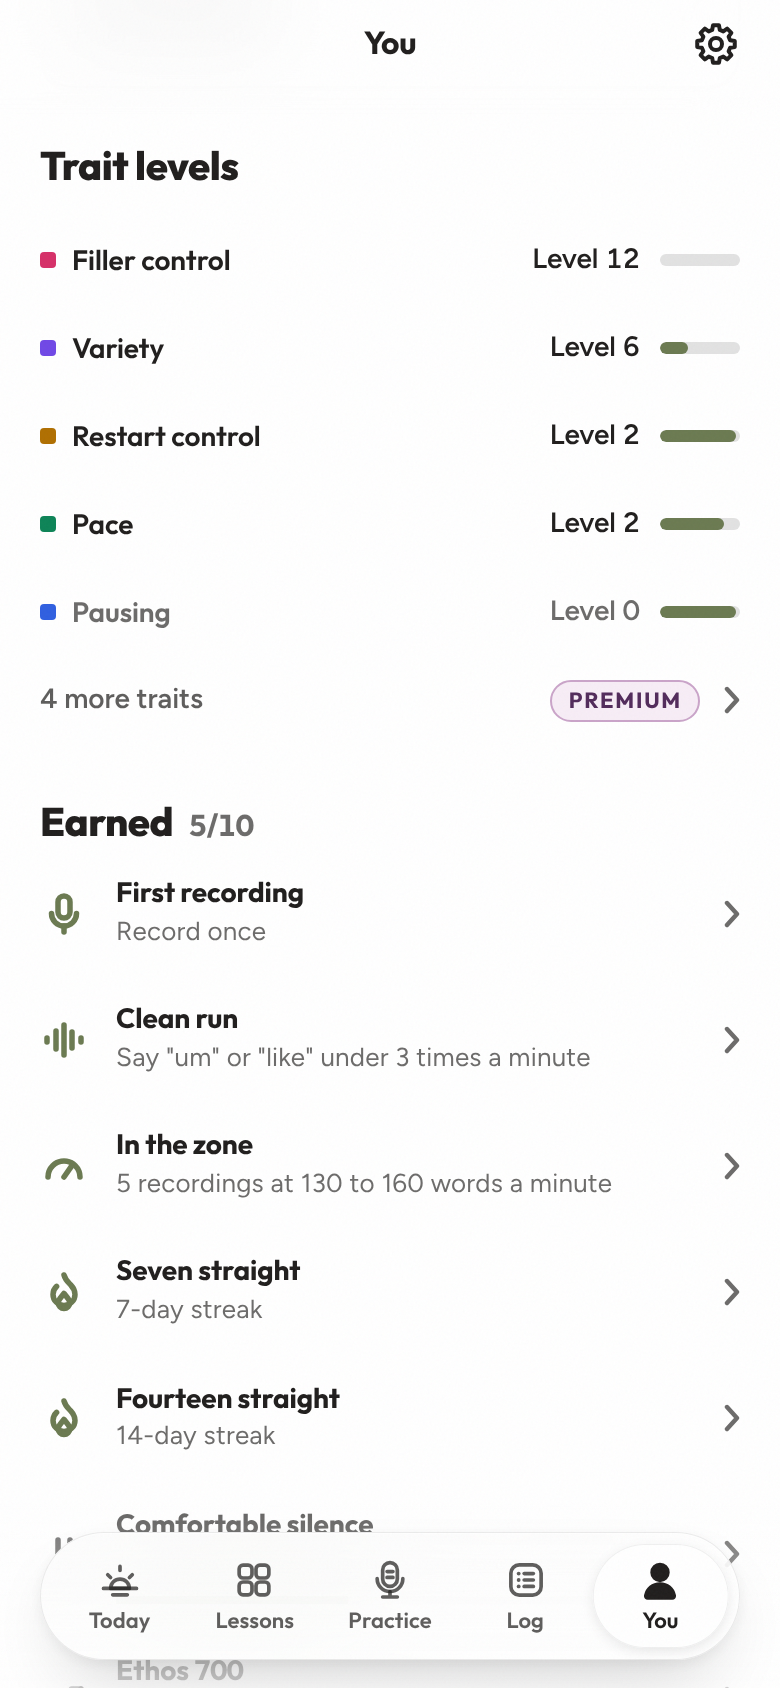 You
Trait levels
Filler control Level 12
Variety Level 6
Restart control Level 2
Pace Level 2
Pausing Level 0
4 more traits PREMIUM
Earned 5/10
First recording
Record once
Clean run
Say "um" or "like" under 3 times a minute
In the zone
5 recordings at 130 to 160 words a minute
Seven straight
7-day streak
Fourteen straight
14-day streak
Comfortable silence
Today Lessons Practice Log You
Ethos 700